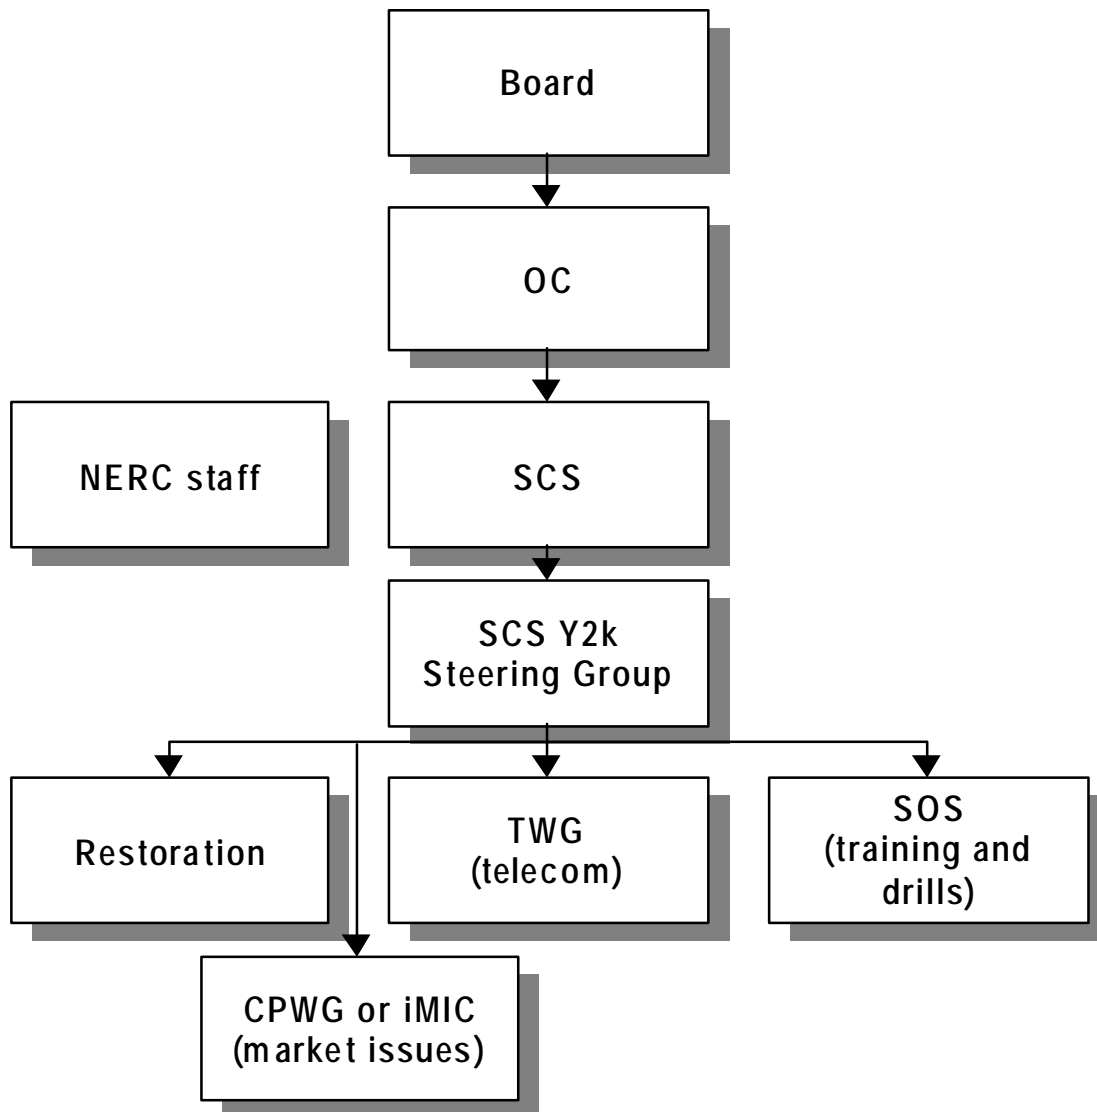 Board
OC
NERC staff
SCS
SCS Y2k
Steering Group
Restoration
TWG
(telecom)
SOS
(training and
drills)
CPWG or iMIC
(market issues)